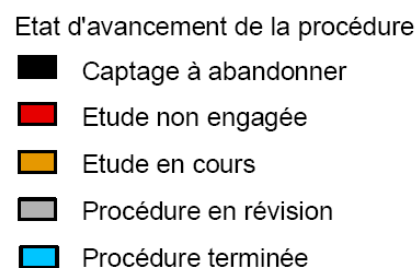 Etat d'avancement de la procédure
Captage à abandonner
Etude non engagée
Etude en cours
Procédure en révision
Procédure terminée